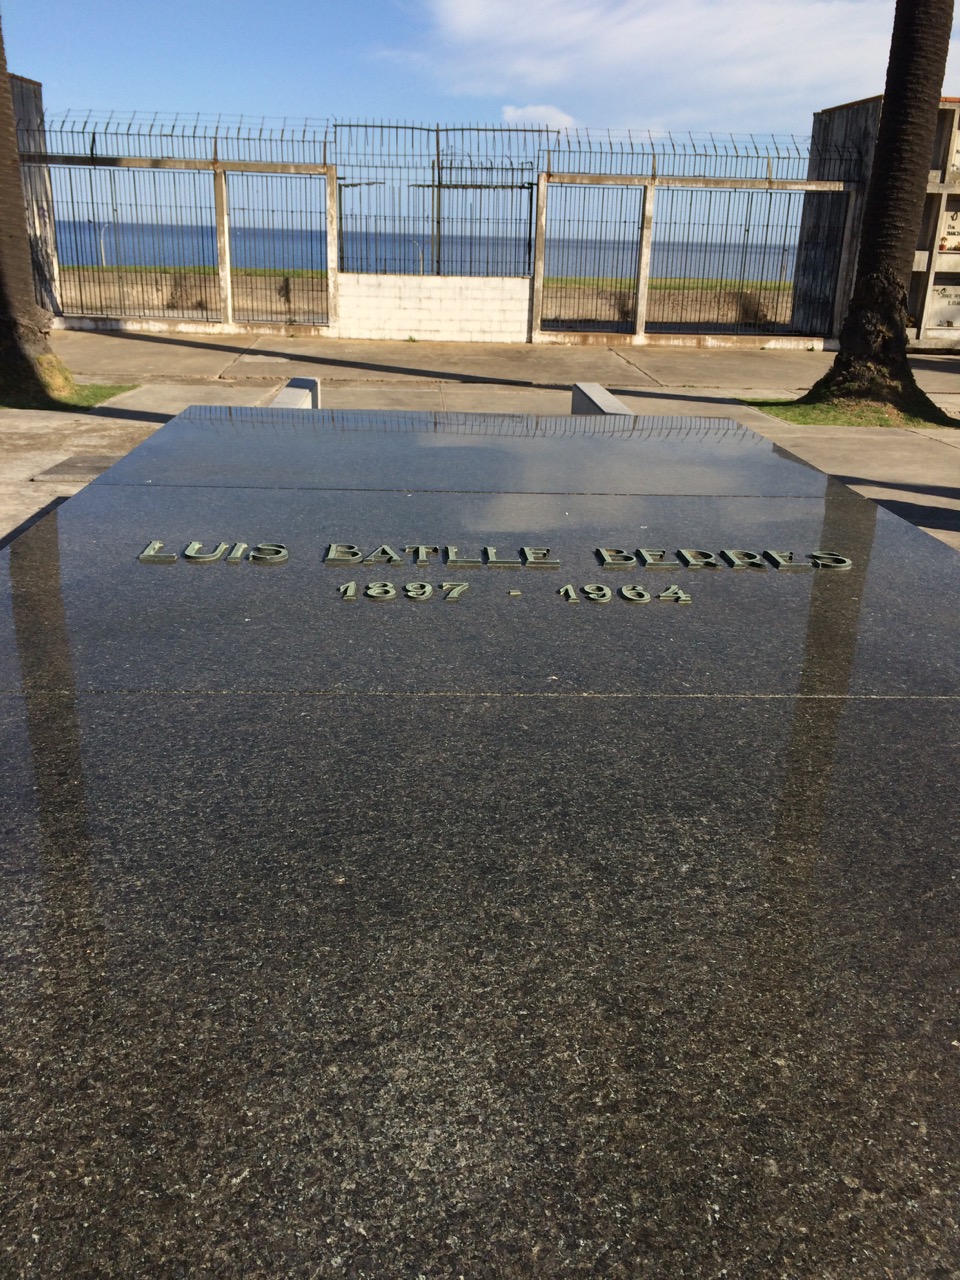 LUIS BATLLE BERRES
1897 - 1964